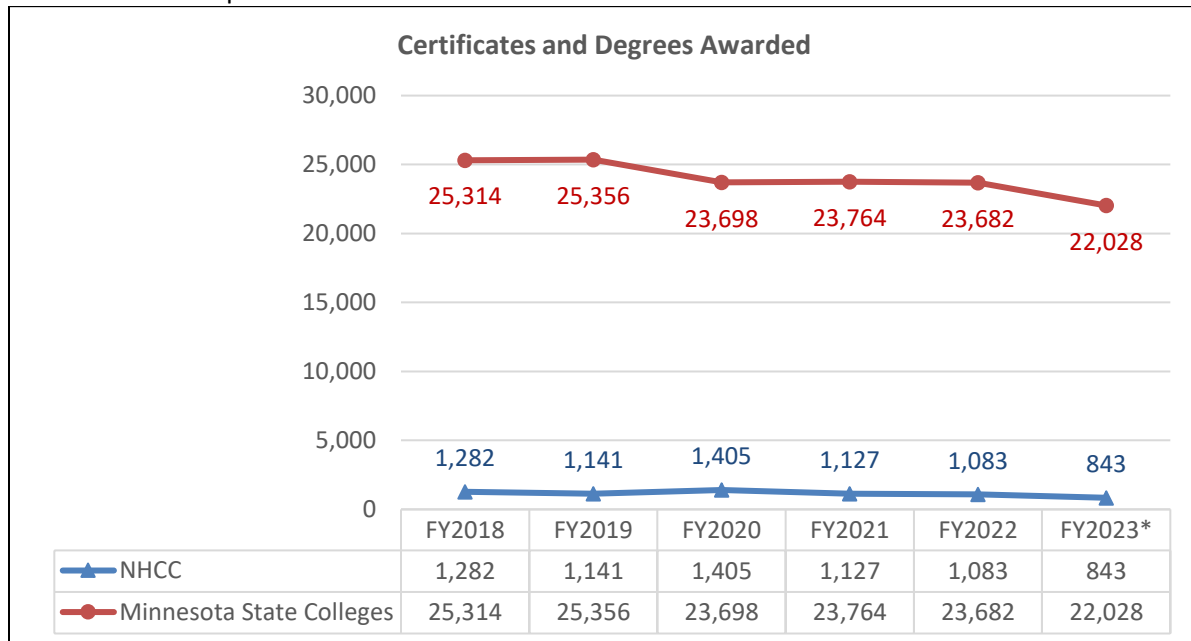 Certificates and Degrees Awarded
30,000
25,000
25,314 25,356 23,698 23,764 23,682 22,028
20,000
15,000
10,000
5,000
1,282 1,141 1,405 1,127 1,083 843
0
FY2018 FY2019 FY2020 FY2021 FY2022 FY2023*
NHCC 1,282 1,141 1,405 1,127 1,083 843
Minnesota State Colleges 25,314 25,356 23,698 23,764 23,682 22,028